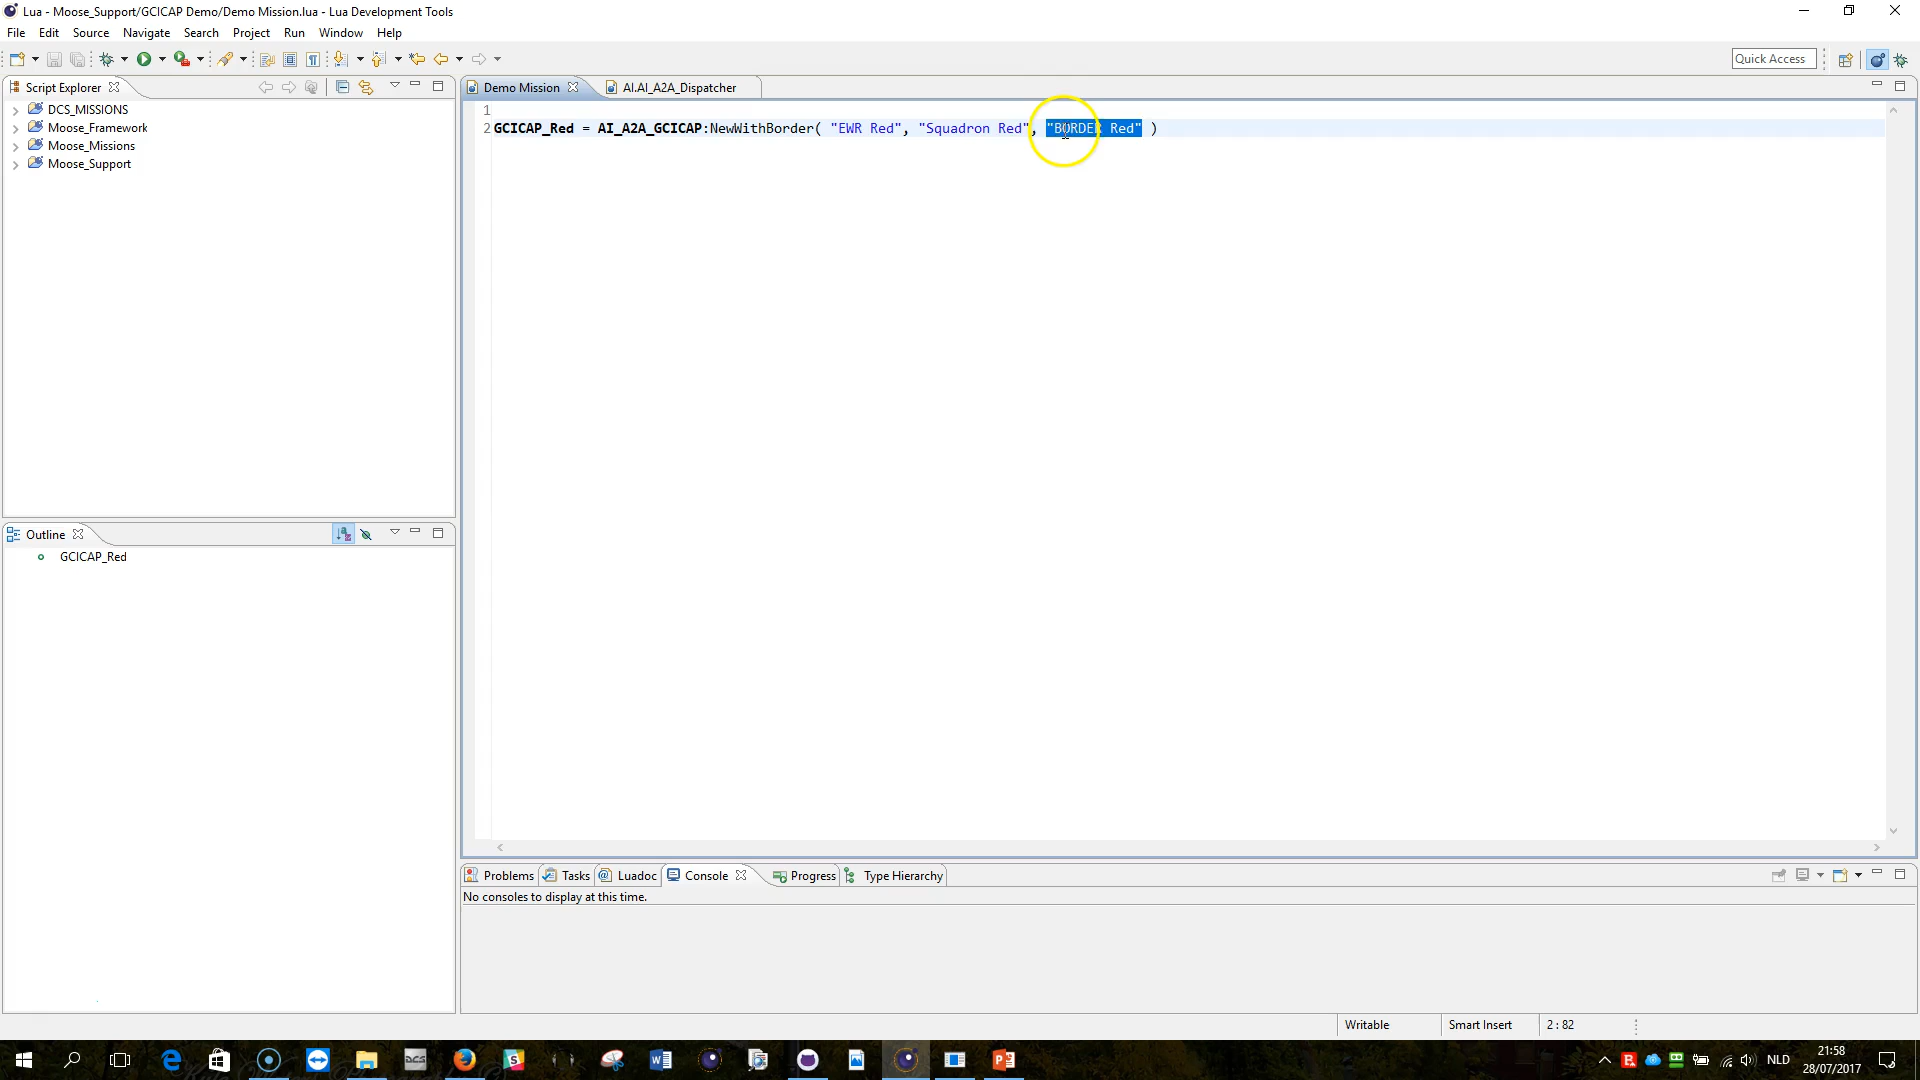 Lua - Moose_Support/GCICAP Demo/Demo Mission.lua - Lua Development Tools
File Edit Source Navigate Search Project Run Window Help
Quick Access
Script Explorer
DCS_MISSIONS
Moose_Framework
Moose_Missions
Moose_Support
Demo Mission AI.AI_A2A_Dispatcher
1
2 GCICAP_Red = AI_A2A_GCICAP:NewWithBorder( "EWR Red", "Squadron Red", "BORDER Red" )
Outline
GCICAP_Red
Problems Tasks Luadoc Console Progress Type Hierarchy
No consoles to display at this time.
Writable Smart Insert 2 : 82
NLD
21:58
28/07/2017